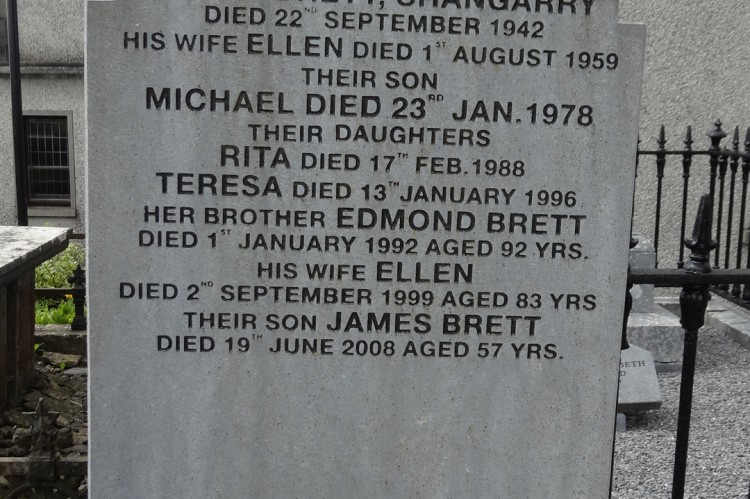 SHANGARRY
DIED 22ND SEPTEMBER 1942
HIS WIFE ELLEN DIED 1ST AUGUST 1959
THEIR SON
MICHAEL DIED 23RD JAN.1978
THEIR DAUGHTERS
RITA DIED 17TH FEB.1988
TERESA DIED 13TH JANUARY 1996
HER BROTHER EDMOND BRETT
DIED 1ST JANUARY 1992 AGED 92 YRS.
HIS WIFE ELLEN
DIED 2ND SEPTEMBER 1999 AGED 83 YRS
THEIR SON JAMES BRETT
DIED 19TH JUNE 2008 AGED 57 YRS.